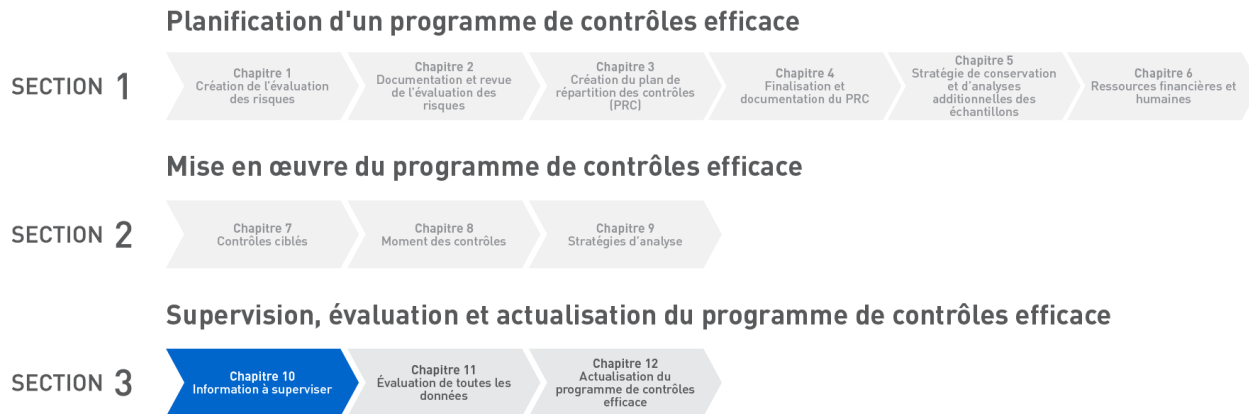 Planification d'un programme de contrôles efficace
SECTION 1
Chapitre 1
Création de l'évaluation
des risques
Chapitre 2
Documentation et revue
de l'évaluation des
risques
Chapitre 3
Création du plan de
répartition des contrôles
(PRC)
Chapitre 4
Finalisation et
documentation du PRC
Chapitre 5
Stratégie de conservation
et d'analyses
additionnelles des
échantillons
Chapitre 6
Ressources financières et
humaines
Mise en œuvre du programme de contrôles efficace
SECTION 2
Chapitre 7
Contrôles ciblés
Chapitre 8
Moment des contrôles
Chapitre 9
Stratégies d'analyse
Supervision, évaluation et actualisation du programme de contrôles efficace
SECTION 3
Chapitre 10
Information à superviser
Chapitre 11
Évaluation de toutes les
données
Chapitre 12
Actualisation du
programme de contrôles
efficace